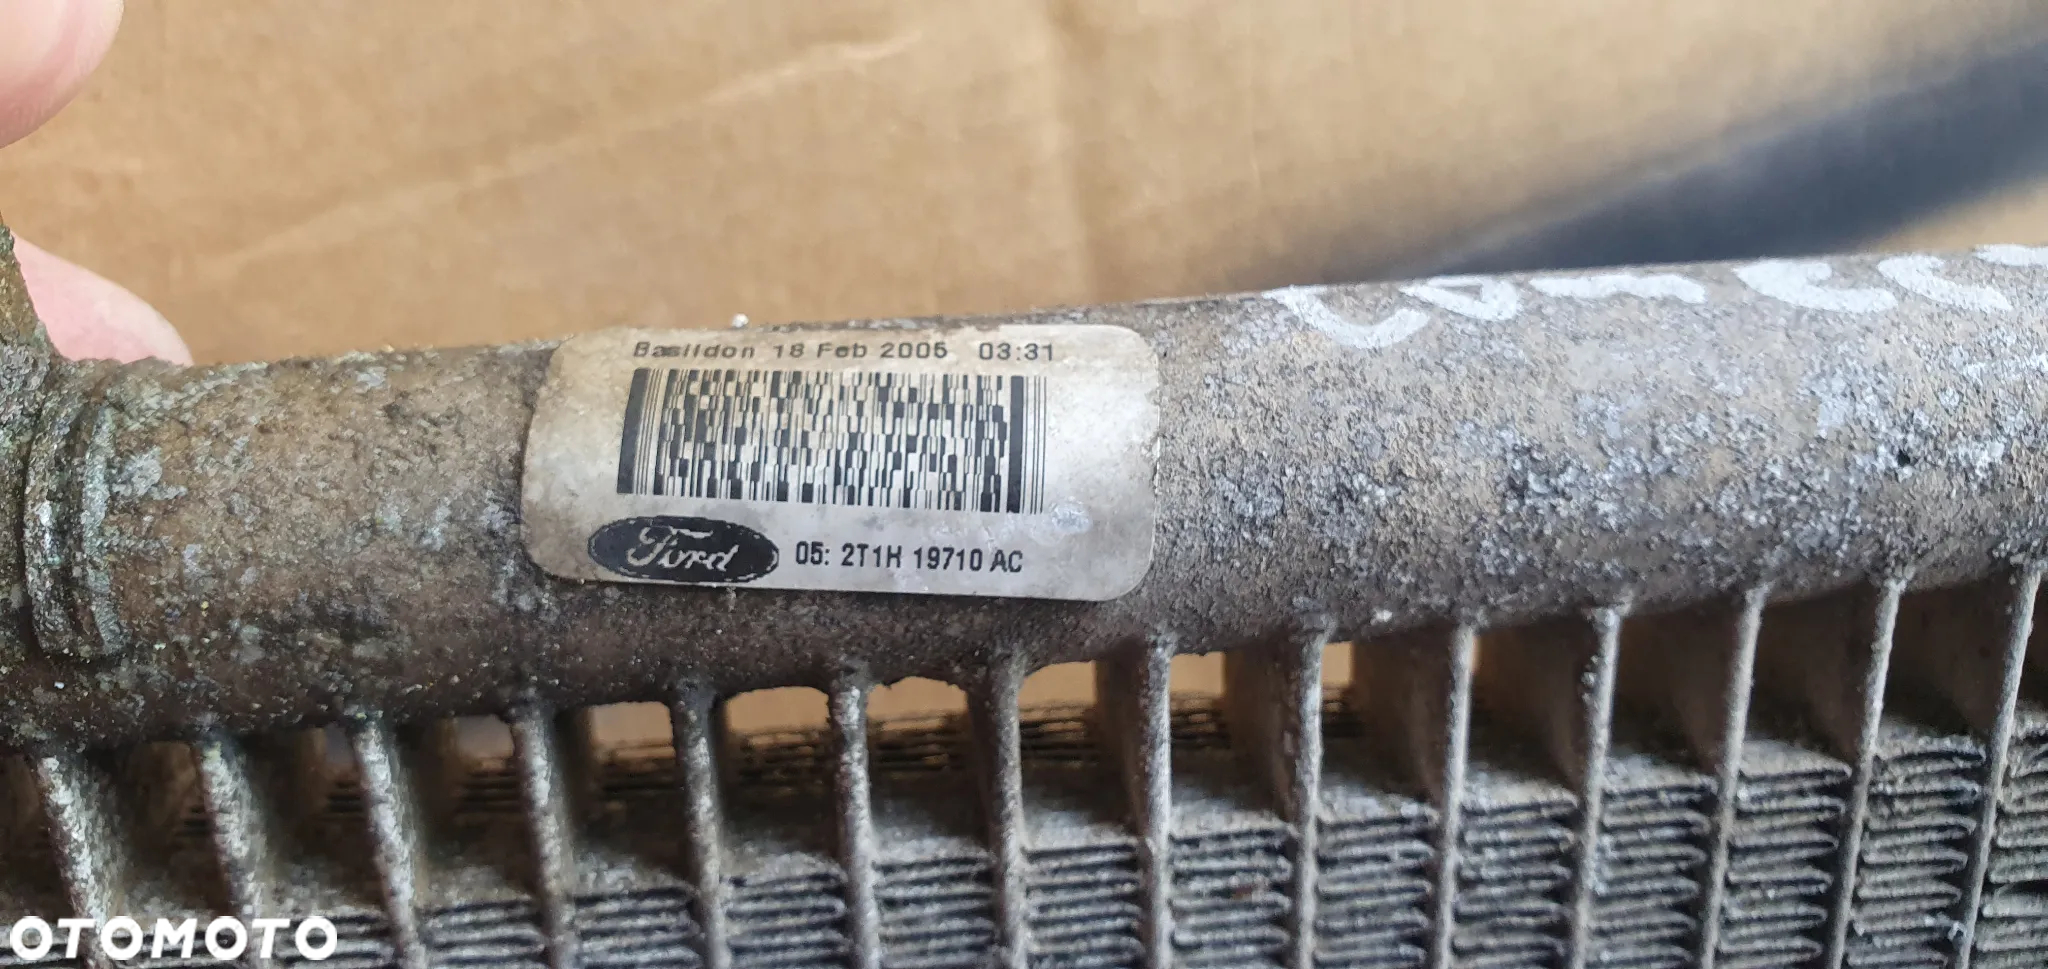 Basildon 18 Feb 2005 03:31
Ford 05: 2T1H 19710 AC
OTOMOTO